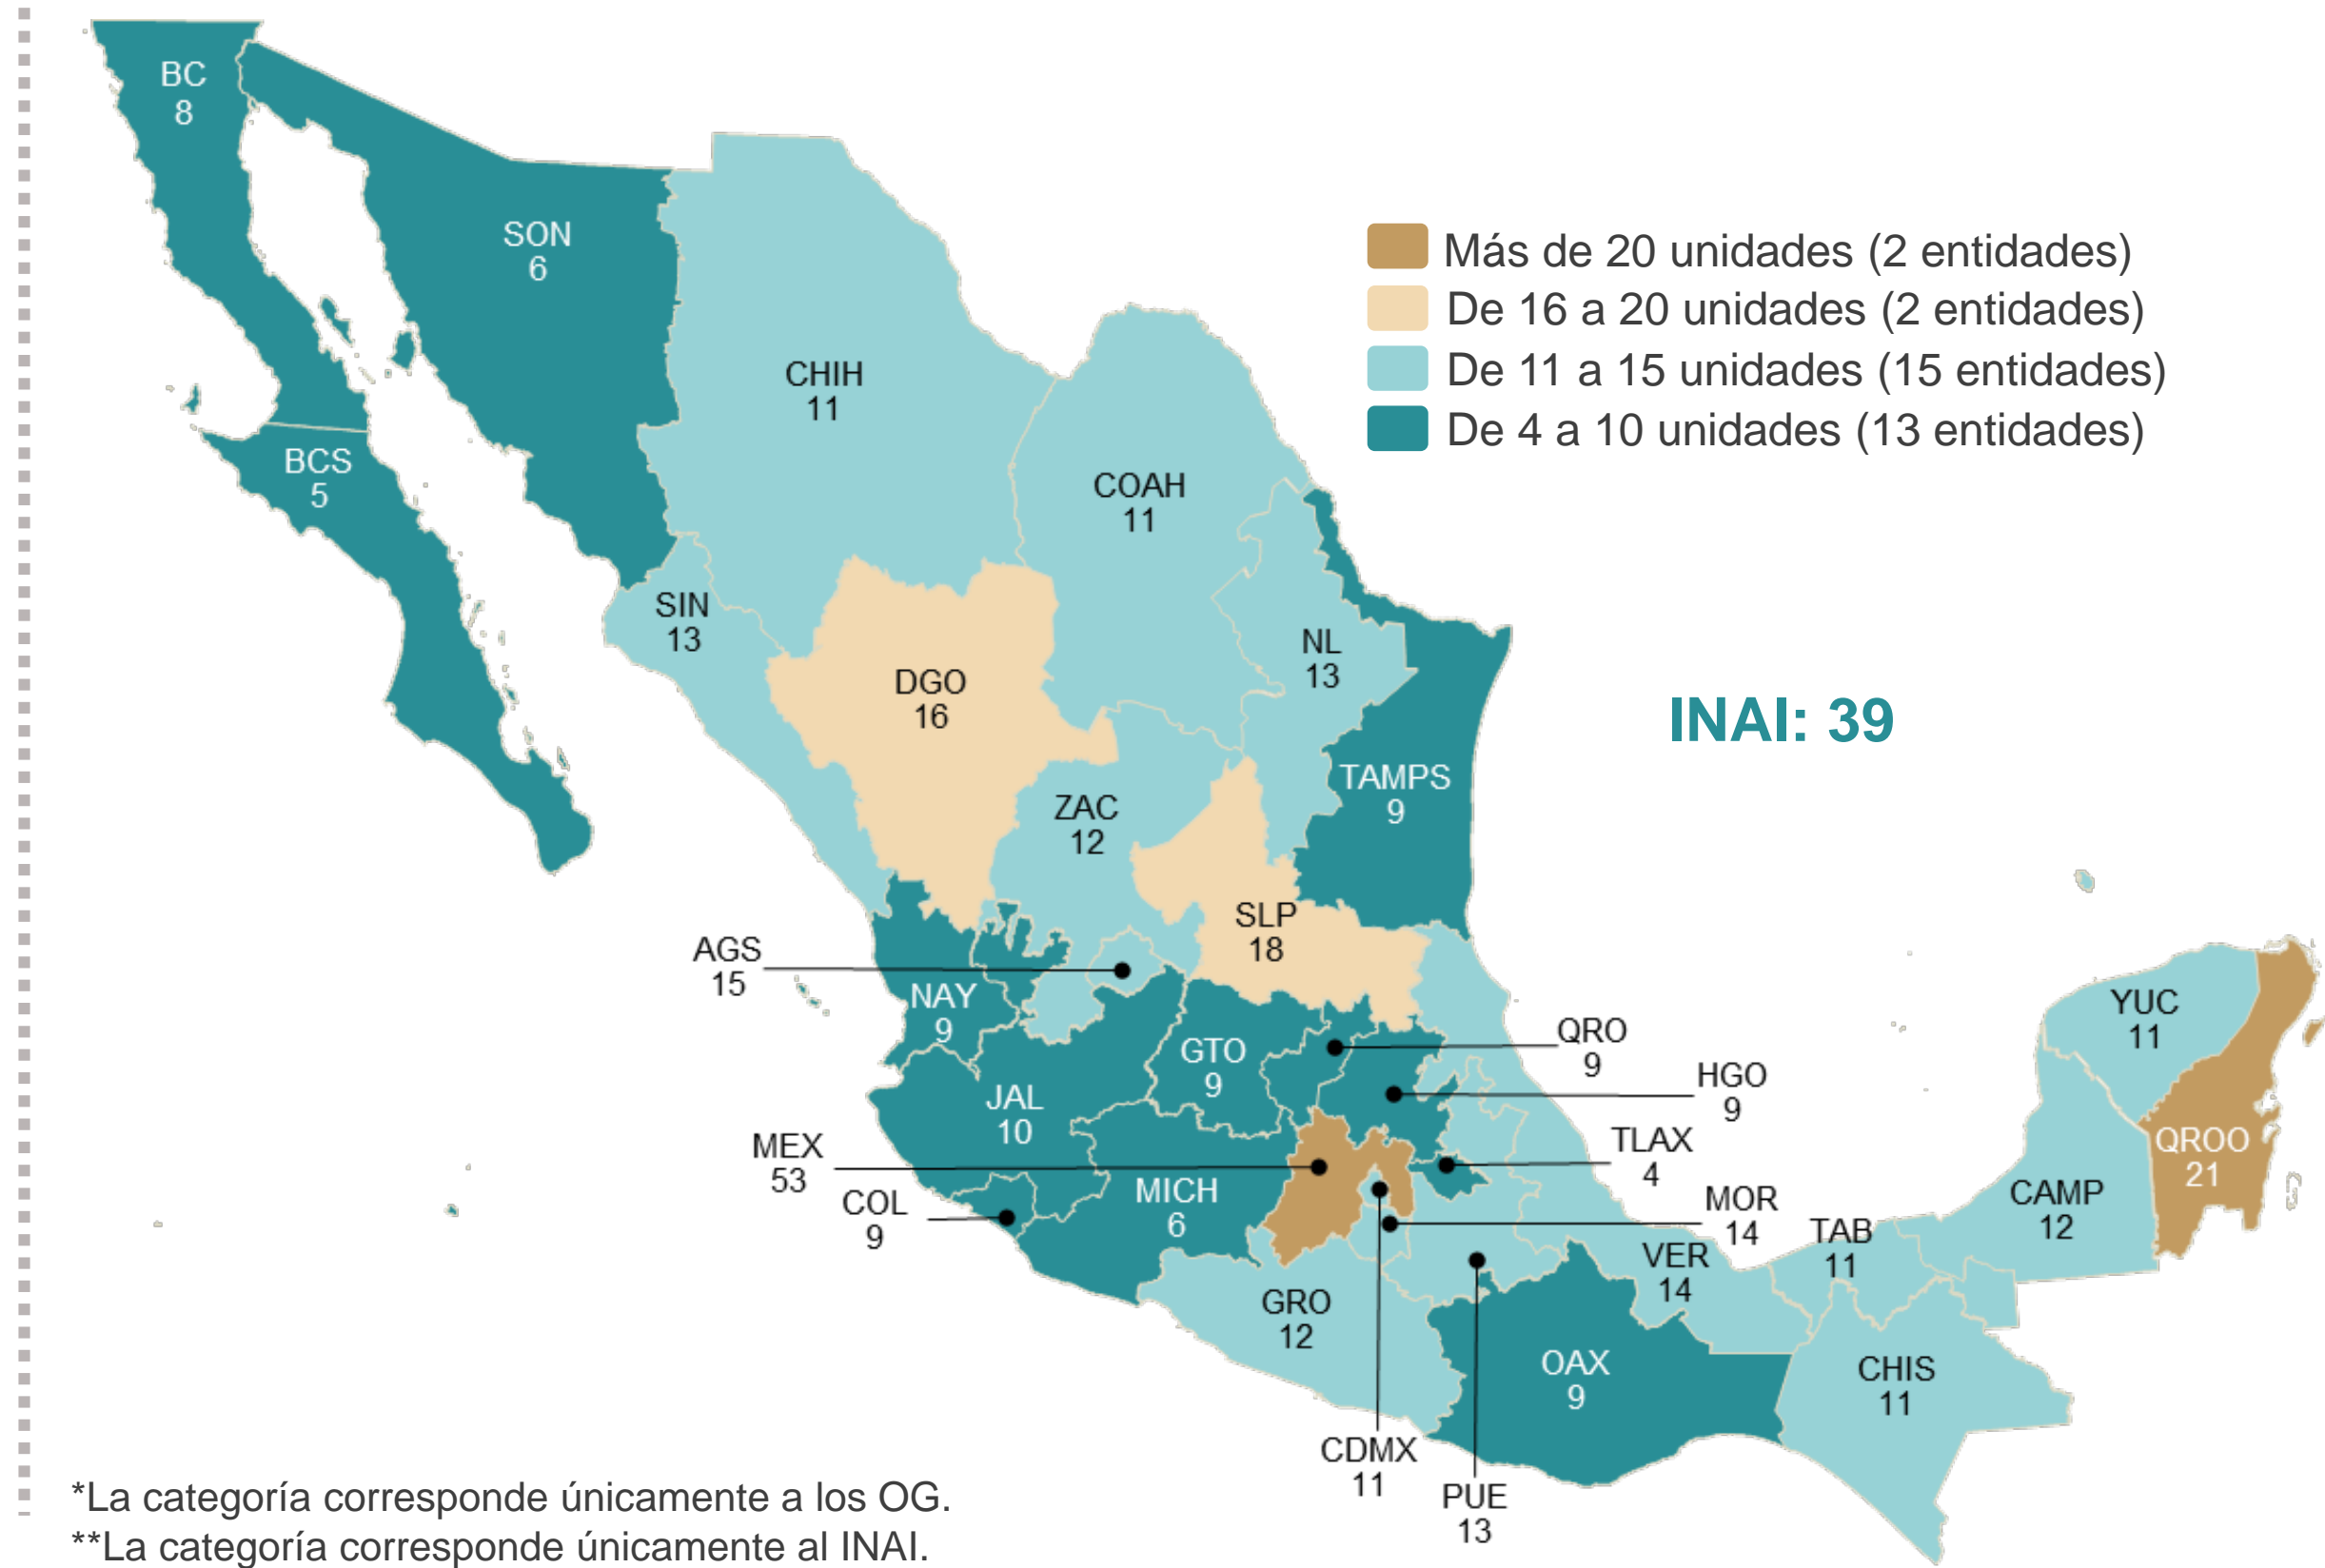 BC
8
SON
6
Más de 20 unidades (2 entidades)
De 16 a 20 unidades (2 entidades)
De 11 a 15 unidades (15 entidades)
De 4 a 10 unidades (13 entidades)
CHIH
11
BCS
5
COAH
11
SIN
13
NL
13
DGO
16
INAI: 39
TAMPS
9
ZAC
12
SLP
18
AGS
15
NAY
9
YUC
11
QRO
9
GTO
9
HGO
9
JAL
10
MEX
53
TLAX
4
QROO
21
COL
9
MICH
6
MOR
14
CAMP
12
TAB
11
VER
14
GRO
12
OAX
9
CHIS
11
CDMX
11
PUE
13
*La categoría corresponde únicamente a los OG.
**La categoría corresponde únicamente al INAI.